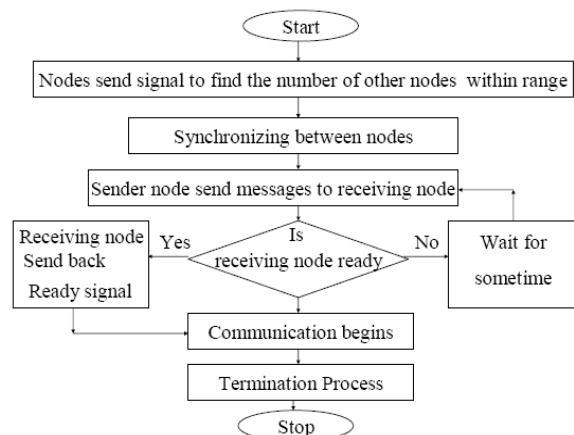 Start
Nodes send signal to find the number of other nodes within range
Synchronizing between nodes
Sender node send messages to receiving node
Is
receiving node ready
Yes
No
Receiving node
Send back
Ready signal
Wait for
sometime
Communication begins
Termination Process
Stop